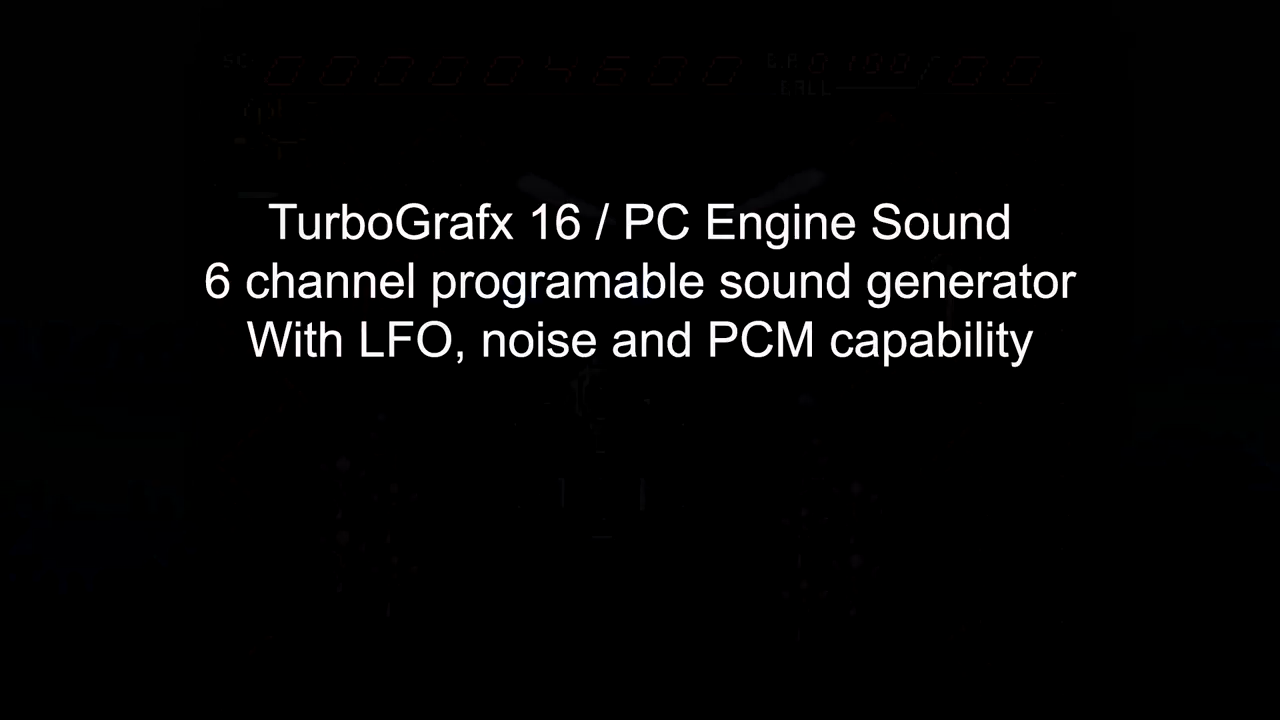 TurboGrafx 16 / PC Engine Sound
6 channel programable sound generator
With LFO, noise and PCM capability